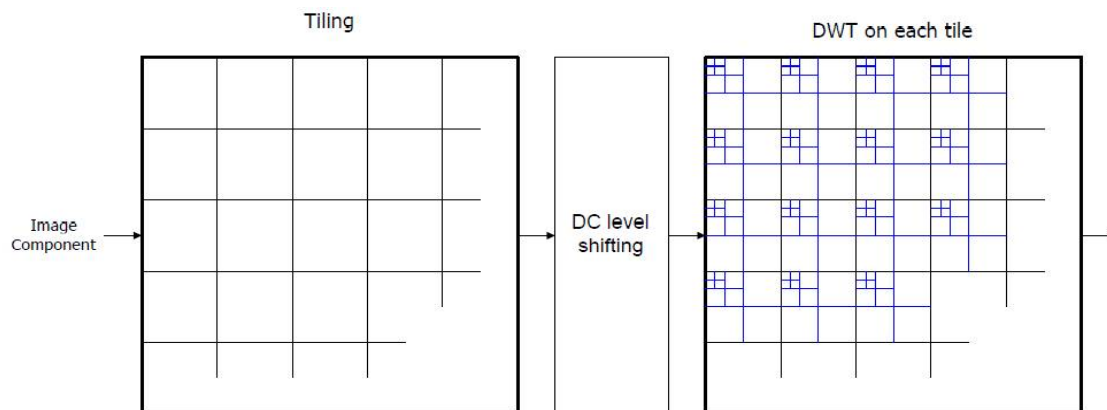 Tiling
DWT on each tile
Image
Component
DC level
shifting